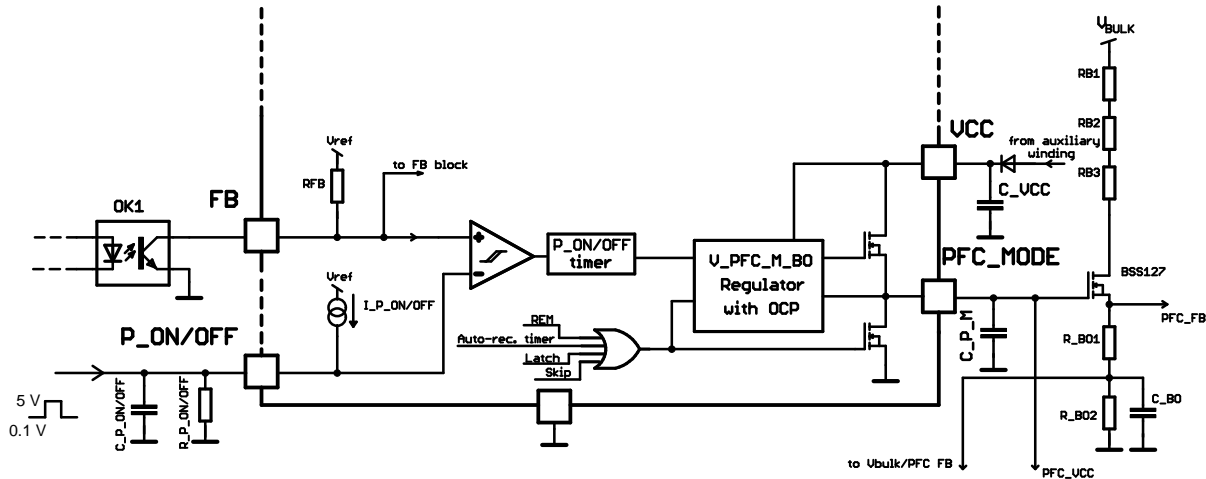 V_BULK
RB1
RB2
RB3
VCC
from auxiliary
winding
C_VCC
Vref
RFB
to FB block
FB
OK1
P_ON/OFF
timer
V_PFC_M_BO
Regulator
with OCP
PFC_MODE
BSS127
PFC_FB
Vref
I_P_ON/OFF
P_ON/OFF
REM
Auto-rec. timer
Latch
Skip
C_P_M
R_BO1
R_BO2
C_BO
5 V
0.1 V
C_P_ON/OFF
R_P_ON/OFF
to Vbulk/PFC FB
PFC_VCC